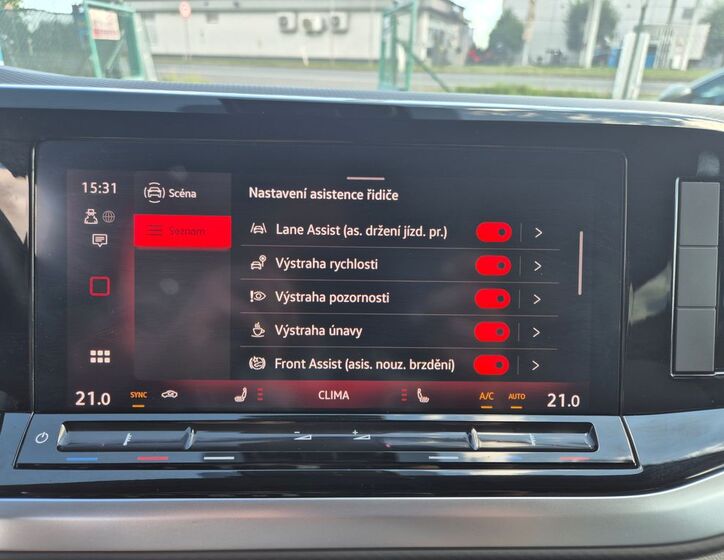 15:31
Scéna
Seznam
Nastavení asistence řidiče
Lane Assist (as. držení jízd. pr.)
Výstraha rychlosti
Výstraha pozornosti
Výstraha únavy
Front Assist (asis. nouz. brzdění)
21.0 SYNC CLIMA A/C AUTO 21.0